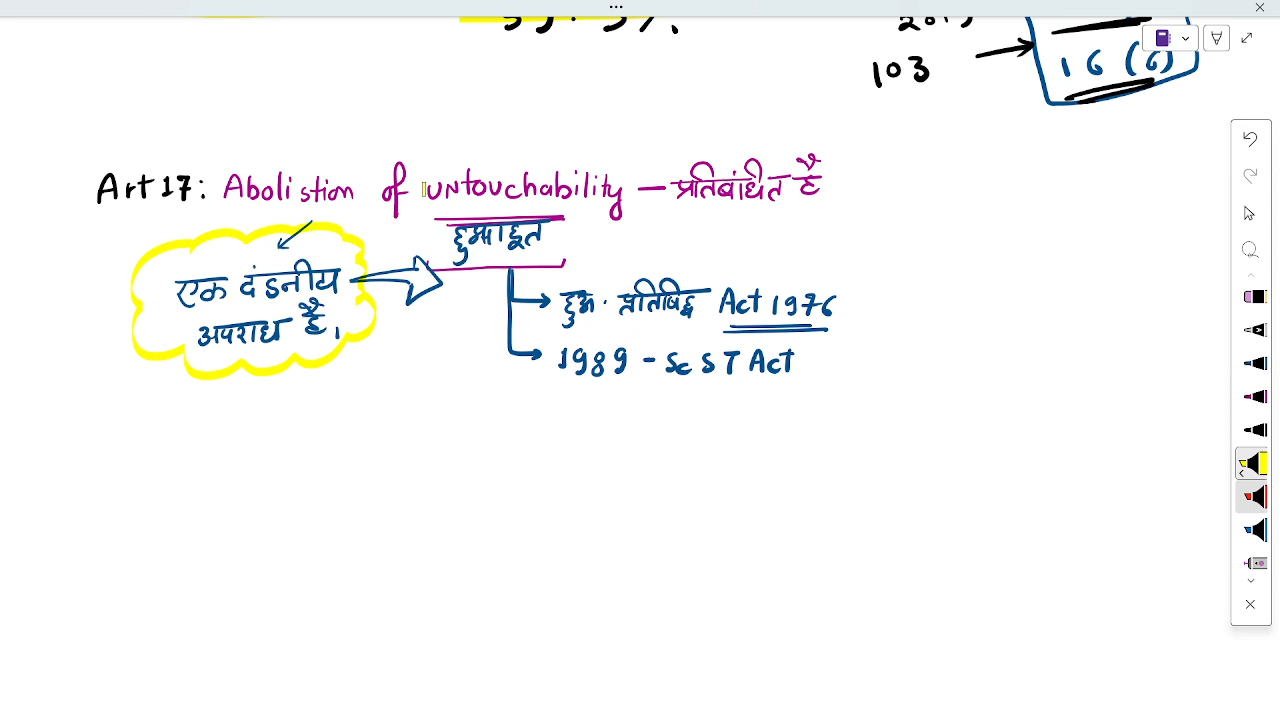 103
16 (6)
Art 17: Abolistion of untouchability – प्रतिबंधित है
छुआछूत
एक दंडनीय
अपराध है।
छुआ. प्रतिषिद्ध Act 1976
1989 - Sc ST Act